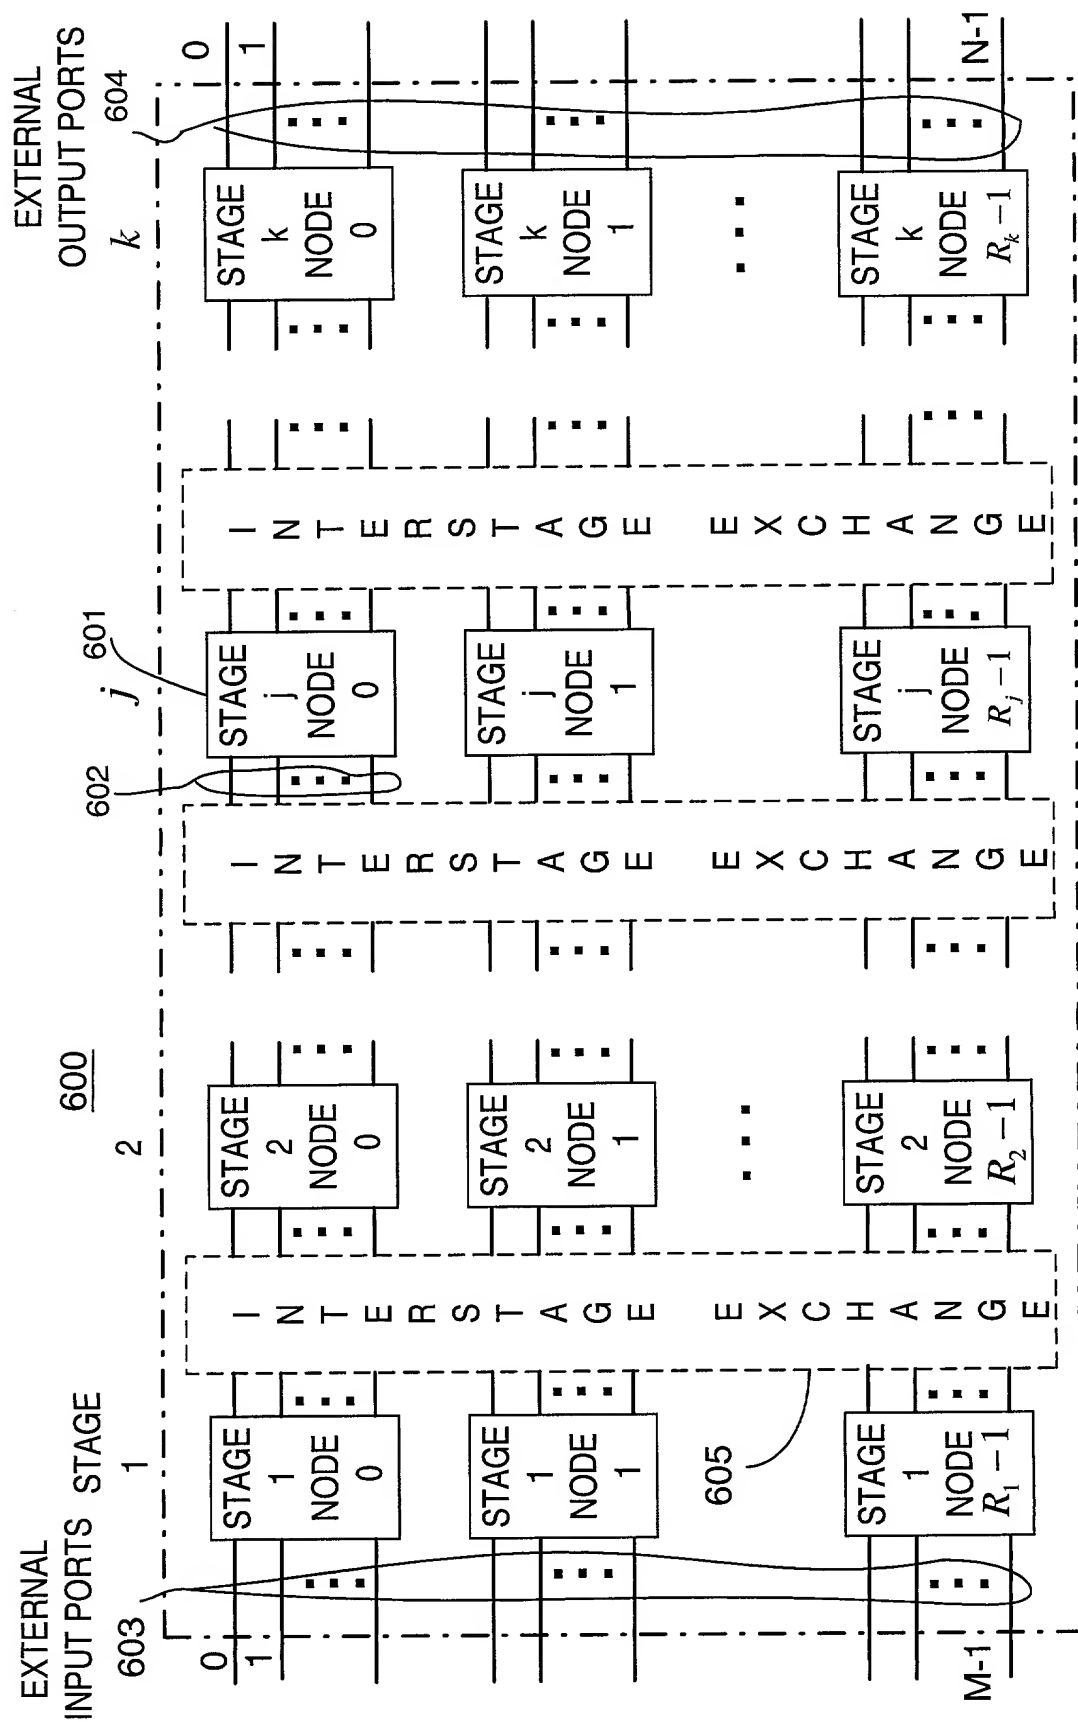 EXTERNAL
INPUT PORTS
STAGE
1
2
600
j
k
EXTERNAL
OUTPUT PORTS
603
602
601
604
605
0
1
M-1
0
1
N-1
STAGE
1
NODE
0
STAGE
1
NODE
1
STAGE
1
NODE
R₁−1
INTERSTAGE EXCHANGE
STAGE
2
NODE
0
STAGE
2
NODE
1
STAGE
2
NODE
R₂−1
INTERSTAGE EXCHANGE
STAGE
j
NODE
0
STAGE
j
NODE
1
STAGE
j
NODE
Rⱼ−1
INTERSTAGE EXCHANGE
STAGE
k
NODE
0
STAGE
k
NODE
1
STAGE
k
NODE
Rₖ−1